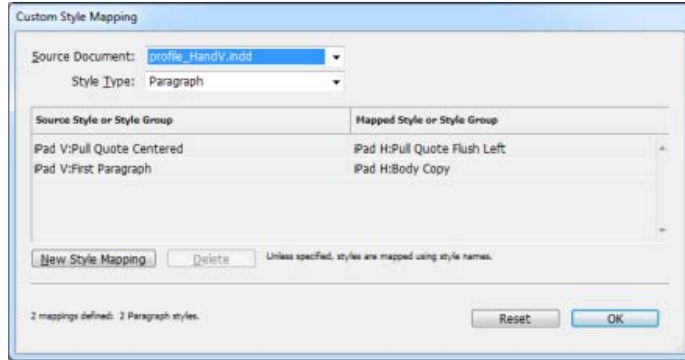 Custom Style Mapping
Source Document: profile_HandV.indd
Style Type: Paragraph
Source Style or Style Group Mapped Style or Style Group
iPad V:Pull Quote Centered iPad H:Pull Quote Flush Left
iPad V:First Paragraph iPad H:Body Copy
New Style Mapping Delete Unless specified, styles are mapped using style names.
2 mappings defined: 2 Paragraph styles.
Reset OK